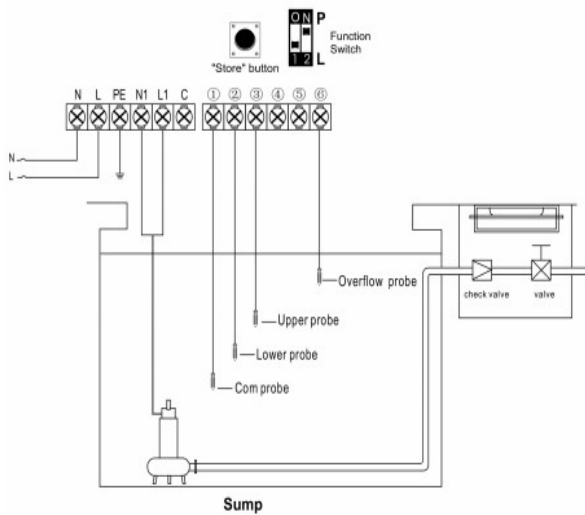 ON P
Function
Switch
1 2 L
"Store" button
N L PE N1 L1 C ① ② ③ ④ ⑤ ⑥
N
L
Overflow probe
check valve
valve
Upper probe
Lower probe
Com probe
Sump